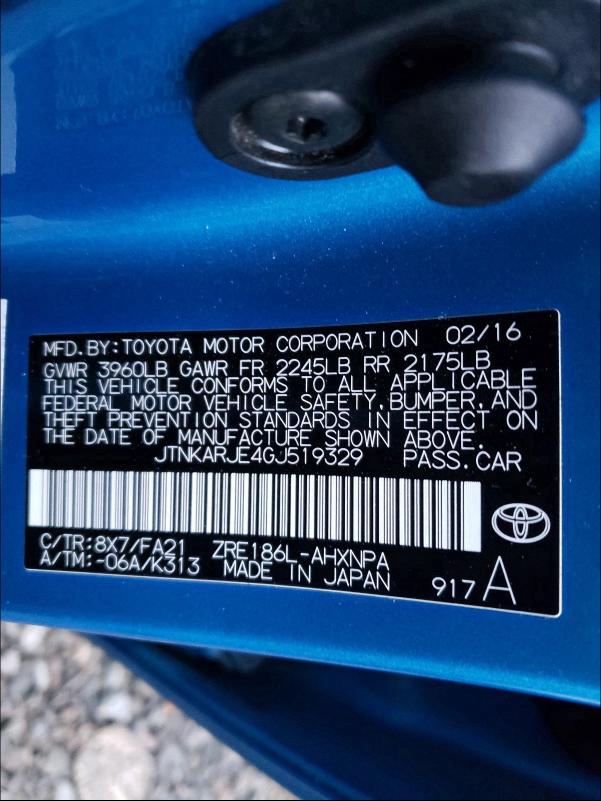 MFD.BY:TOYOTA MOTOR CORPORATION 02/16
GVWR 3960LB GAWR FR 2245LB RR 2175LB
THIS VEHICLE CONFORMS TO ALL APPLICABLE
FEDERAL MOTOR VEHICLE SAFETY,BUMPER,AND
THEFT PREVENTION STANDARDS IN EFFECT ON
THE DATE OF MANUFACTURE SHOWN ABOVE.
JTNKARJE4GJ519329 PASS.CAR
C/TR:8X7/FA21 ZRE186L-AHXNPA
A/TM:-06A/K313 MADE IN JAPAN 917 A